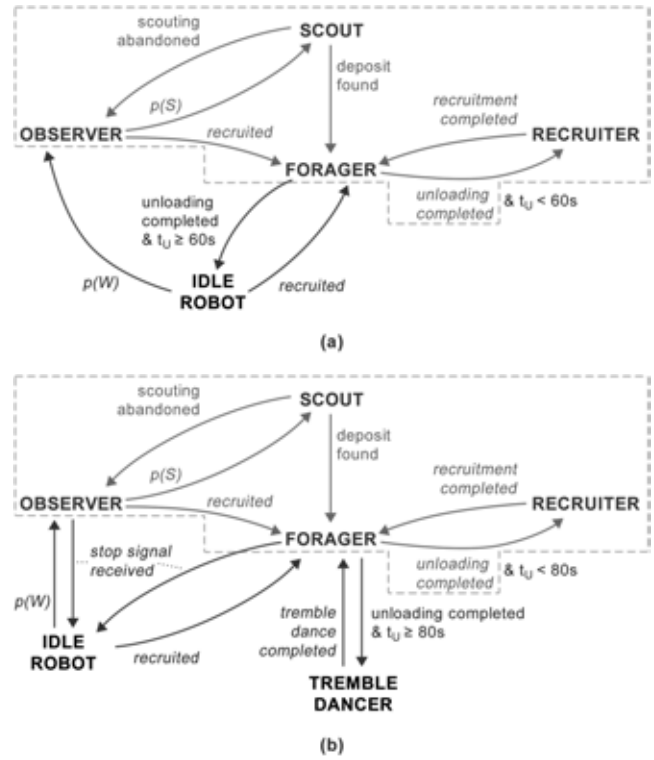 scouting
abandoned
SCOUT
p(S)
deposit
found
OBSERVER
recruited
recruitment
completed
RECRUITER
FORAGER
unloading
completed
& t_U ≥ 60s
unloading
completed
& t_U < 60s
p(W)
IDLE
ROBOT
recruited
(a)
scouting
abandoned
SCOUT
p(S)
deposit
found
OBSERVER
recruited
recruitment
completed
RECRUITER
FORAGER
stop signal
received
unloading
completed
& t_U < 80s
p(W)
IDLE
ROBOT
recruited
tremble
dance
completed
unloading completed
& t_U ≥ 80s
TREMBLE
DANCER
(b)